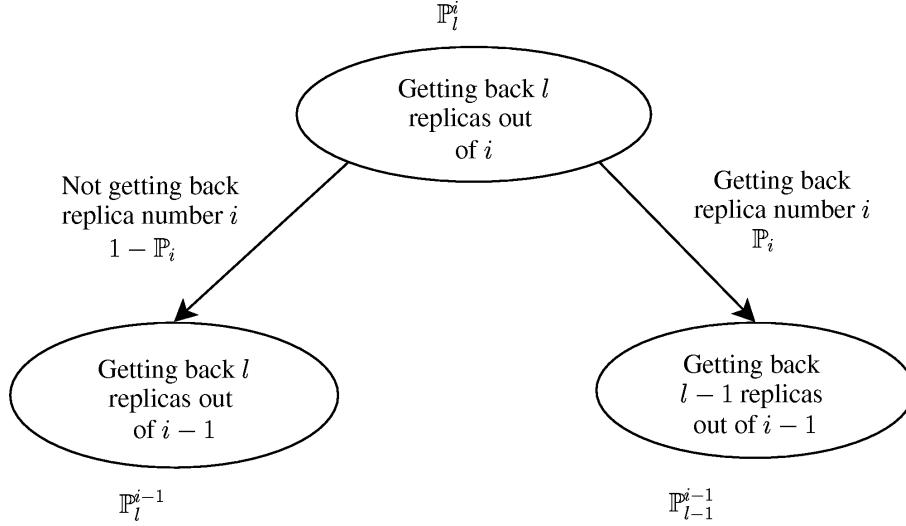 ℙ_l^i
Getting back l
replicas out
of i
Not getting back
replica number i
1 − ℙ_i
Getting back
replica number i
ℙ_i
Getting back l
replicas out
of i − 1
Getting back
l − 1 replicas
out of i − 1
ℙ_l^{i−1}
ℙ_{l−1}^{i−1}